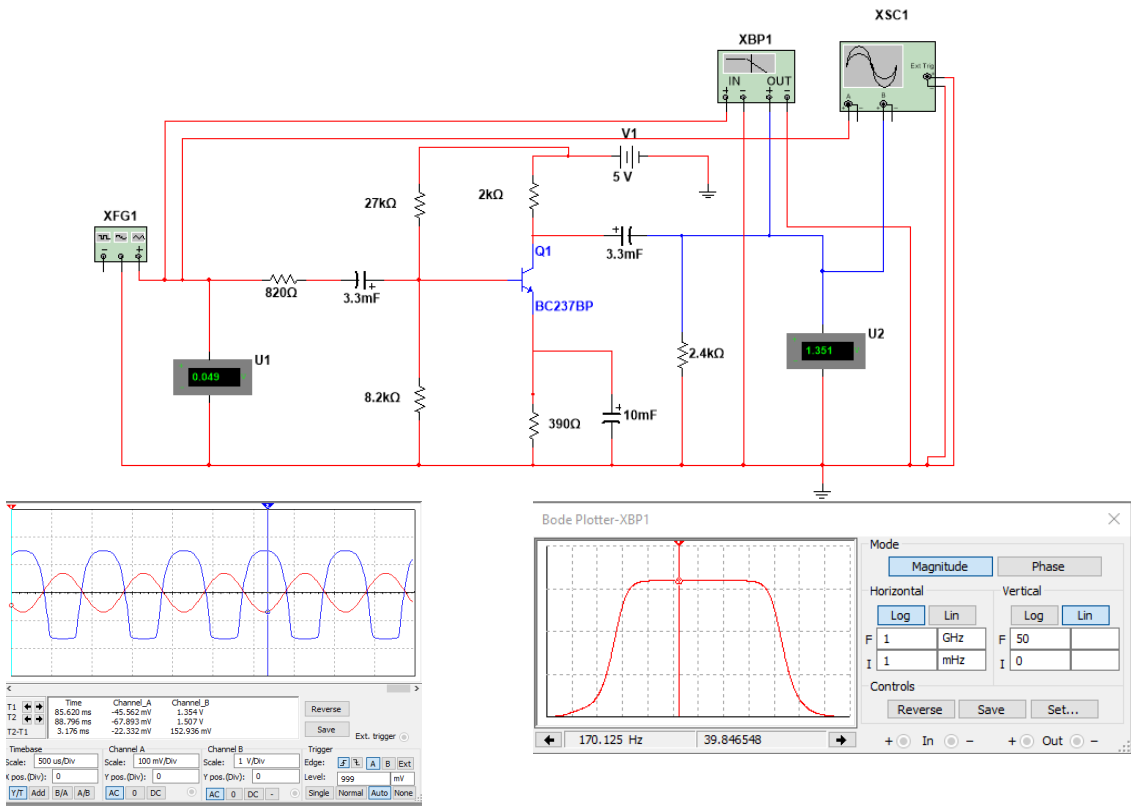 XSC1
XBP1
Ext Trig
+
-
IN OUT
A B
+ - + -
+ - + -
V1
5 V
27kΩ
2kΩ
XFG1
Q1
+
3.3mF
820Ω
3.3mF
+
BC237BP
U2
1.351
2.4kΩ
U1
0.049
8.2kΩ
+
10mF
390Ω
Bode Plotter-XBP1
Mode
Magnitude Phase
Horizontal Vertical
Log Lin Log Lin
F 1 GHz F 50
I 1 mHz I 0
Controls
Reverse Save Set...
170.125 Hz 39.846548
+ In - + Out -
Time Channel_A Channel_B
T1 85.620 ms -45.562 mV 1.354 V
T2 88.796 ms -67.893 mV 1.507 V
T2-T1 3.176 ms -22.332 mV 152.936 mV
Reverse
Save
Ext. trigger
Timebase Channel A Channel B Trigger
Scale: 500 us/Div Scale: 100 mV/Div Scale: 1 V/Div Edge: A B Ext
X pos.(Div): 0 Y pos.(Div): 0 Y pos.(Div): 0 Level: 999 mV
Y/T Add B/A A/B AC 0 DC AC 0 DC - Single Normal Auto None